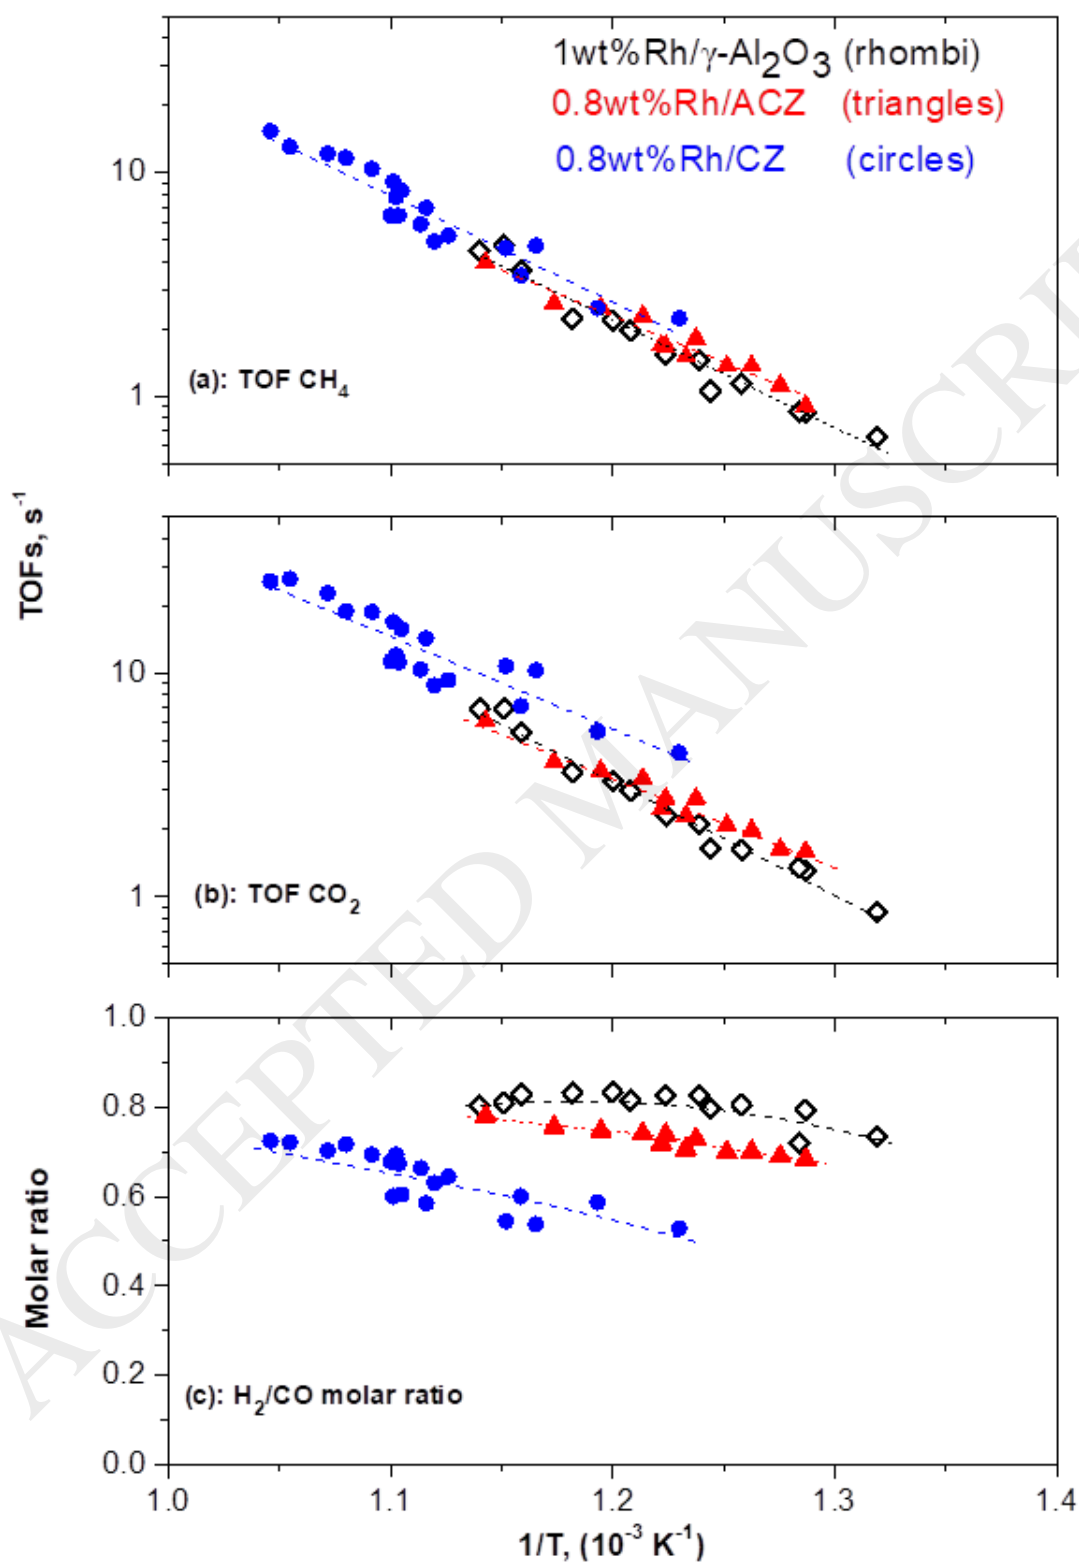 1wt%Rh/γ-Al2O3 (rhombi)
0.8wt%Rh/ACZ (triangles)
0.8wt%Rh/CZ (circles)
10
1
(a): TOF CH4
TOFs, s-1
10
1
(b): TOF CO2
1.0
0.8
0.6
0.4
0.2
0.0
Molar ratio
(c): H2/CO molar ratio
1.0 1.1 1.2 1.3 1.4
1/T, (10-3 K-1)
ACCEPTED MANUSCRI